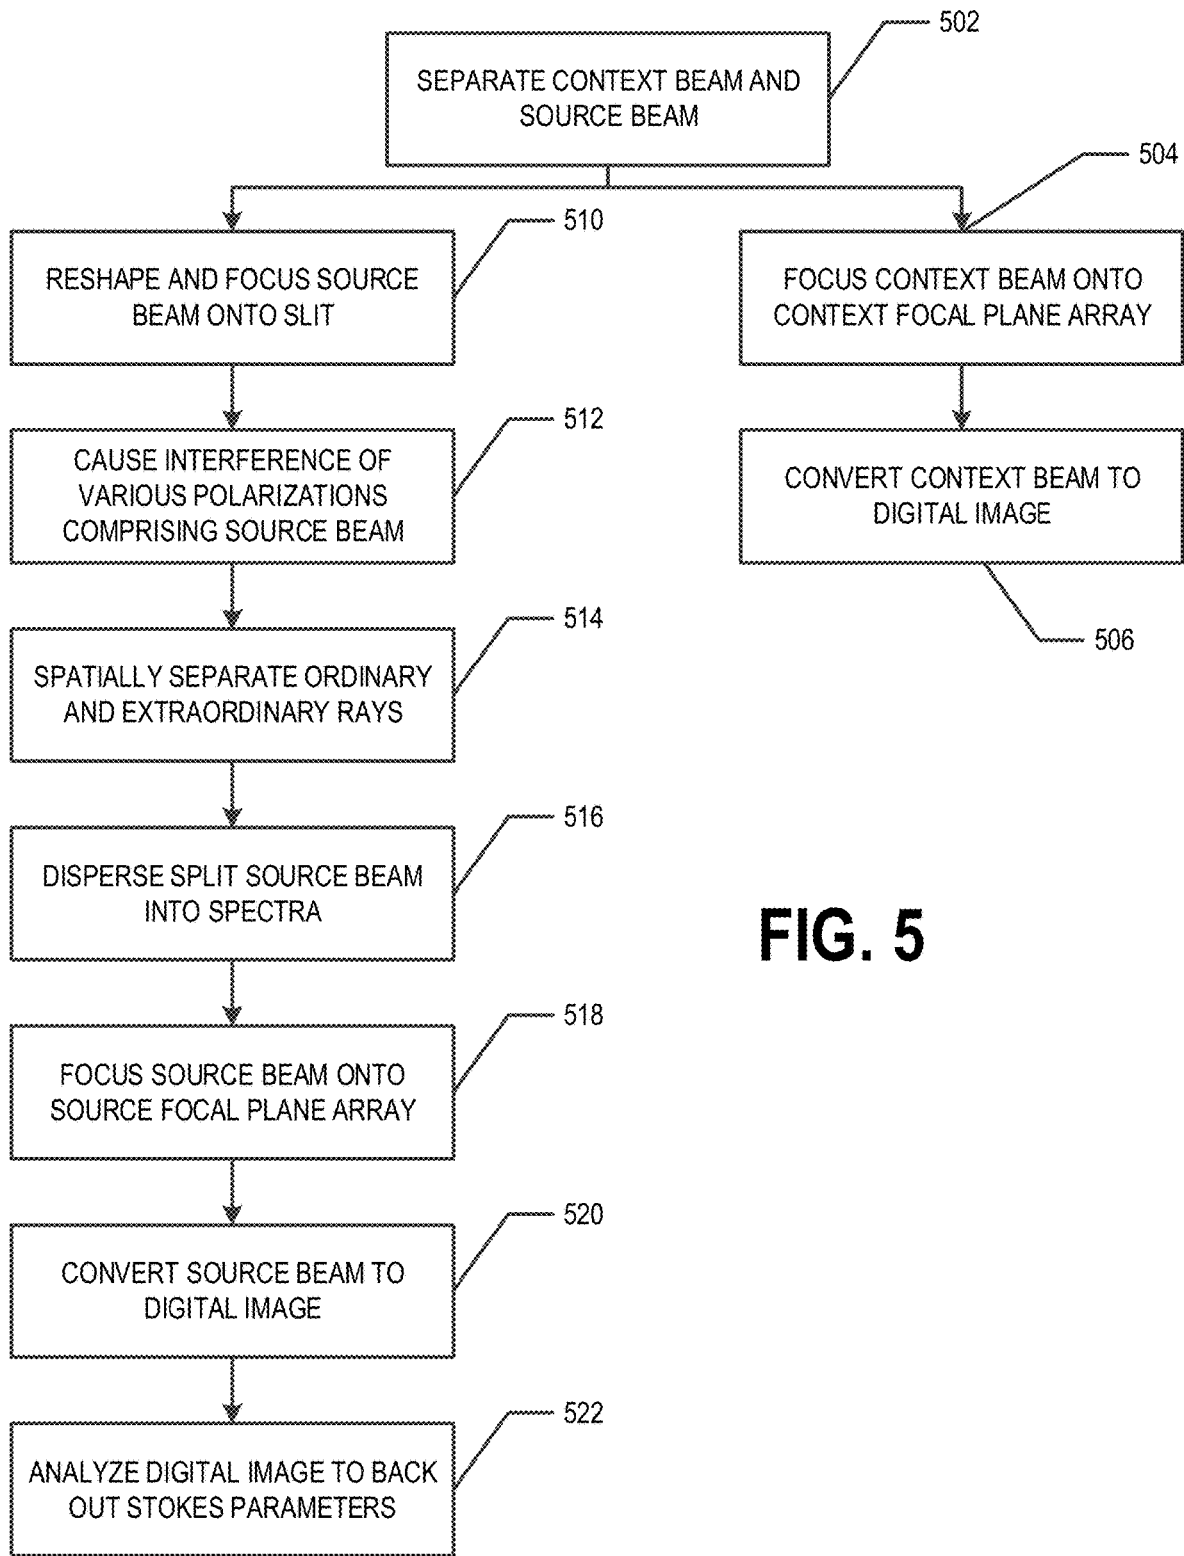 502
SEPARATE CONTEXT BEAM AND
SOURCE BEAM
504
510
RESHAPE AND FOCUS SOURCE
BEAM ONTO SLIT
FOCUS CONTEXT BEAM ONTO
CONTEXT FOCAL PLANE ARRAY
512
CAUSE INTERFERENCE OF
VARIOUS POLARIZATIONS
COMPRISING SOURCE BEAM
CONVERT CONTEXT BEAM TO
DIGITAL IMAGE
506
514
SPATIALLY SEPARATE ORDINARY
AND EXTRAORDINARY RAYS
516
DISPERSE SPLIT SOURCE BEAM
INTO SPECTRA
FIG. 5
518
FOCUS SOURCE BEAM ONTO
SOURCE FOCAL PLANE ARRAY
520
CONVERT SOURCE BEAM TO
DIGITAL IMAGE
522
ANALYZE DIGITAL IMAGE TO BACK
OUT STOKES PARAMETERS